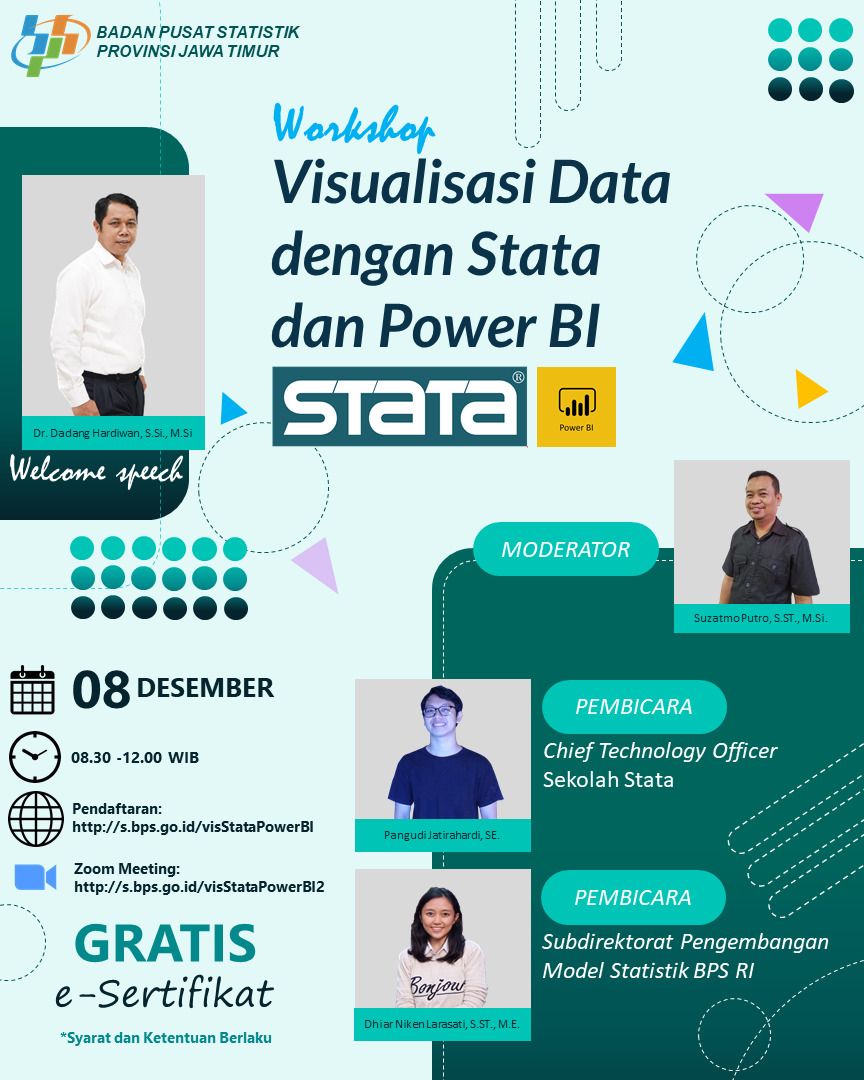 BADAN PUSAT STATISTIK
PROVINSI JAWA TIMUR
Workshop
Visualisasi Data
dengan Stata
dan Power BI
STATA®
Power BI
Dr. Dadang Hardiwan, S.Si., M.Si
Welcome speech
MODERATOR
Suzatmo Putro, S.ST., M.Si.
08 DESEMBER
08.30 -12.00 WIB
Pendaftaran:
http://s.bps.go.id/visStataPowerBI
Zoom Meeting:
http://s.bps.go.id/visStataPowerBI2
GRATIS
e-Sertifikat
*Syarat dan Ketentuan Berlaku
PEMBICARA
Chief Technology Officer
Sekolah Stata
Pangudi Jatirahardi, SE.
PEMBICARA
Subdirektorat Pengembangan
Model Statistik BPS RI
Bonjour
Dhiar Niken Larasati, S.ST., M.E.